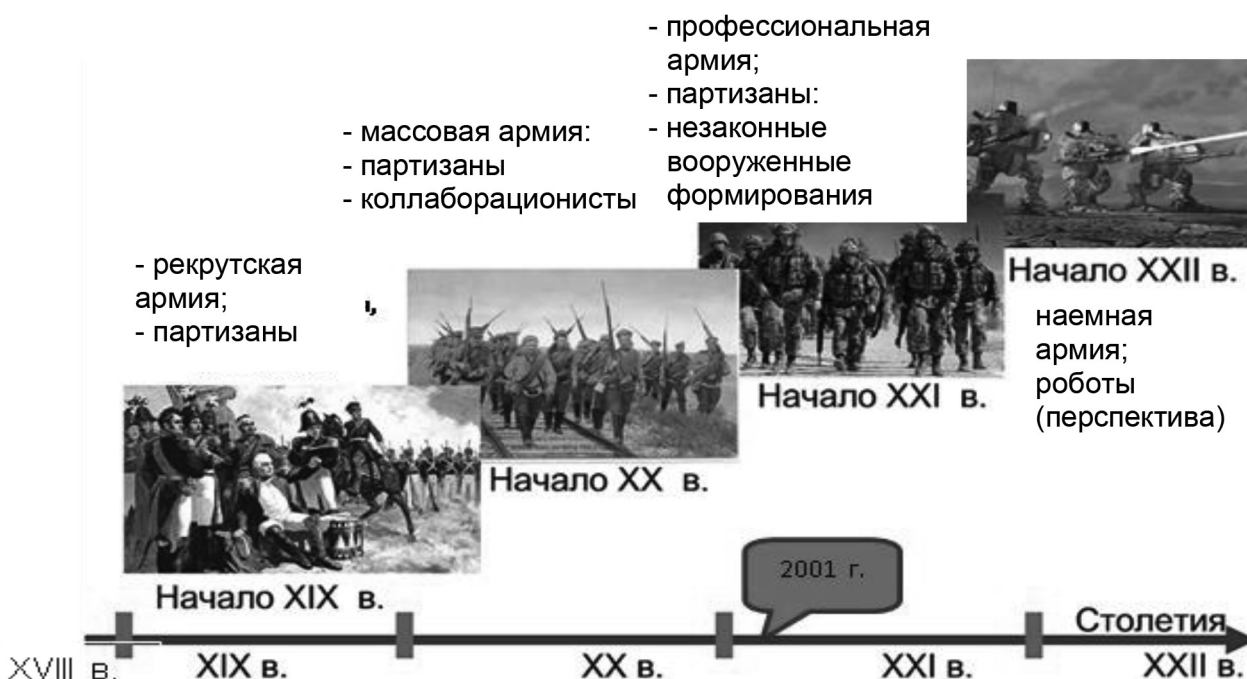 - профессиональная
армия;
- партизаны:
- незаконные
вооруженные
формирования
- массовая армия:
- партизаны
- коллаборационисты
- рекрутская
армия;
- партизаны
Начало XXII в.
наемная
армия;
роботы
(перспектива)
Начало XXI в.
Начало XX в.
Начало XIX в.
2001 г.
Столетия
XVIII в.
XIX в.
XX в.
XXI в.
XXII в.